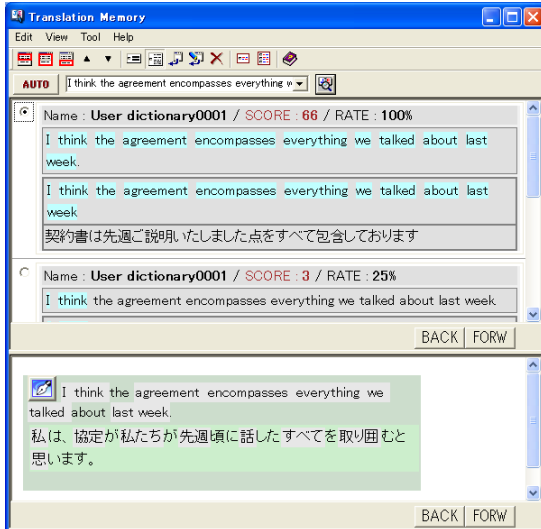 Translation Memory
Edit View Tool Help
AUTO I think the agreement encompasses everything w
Name : User dictionary0001 / SCORE : 66 / RATE : 100%
I think the agreement encompasses everything we talked about last
week.
I think the agreement encompasses everything we talked about last
week
契約書は先週ご説明いたしました点をすべて包含しております
Name : User dictionary0001 / SCORE : 3 / RATE : 25%
I think the agreement encompasses everything we talked about last week.
BACK FORW
I think the agreement encompasses everything we
talked about last week.
私は、協定が私たちが先週頃に話したすべてを取り囲むと
思います。
BACK FORW